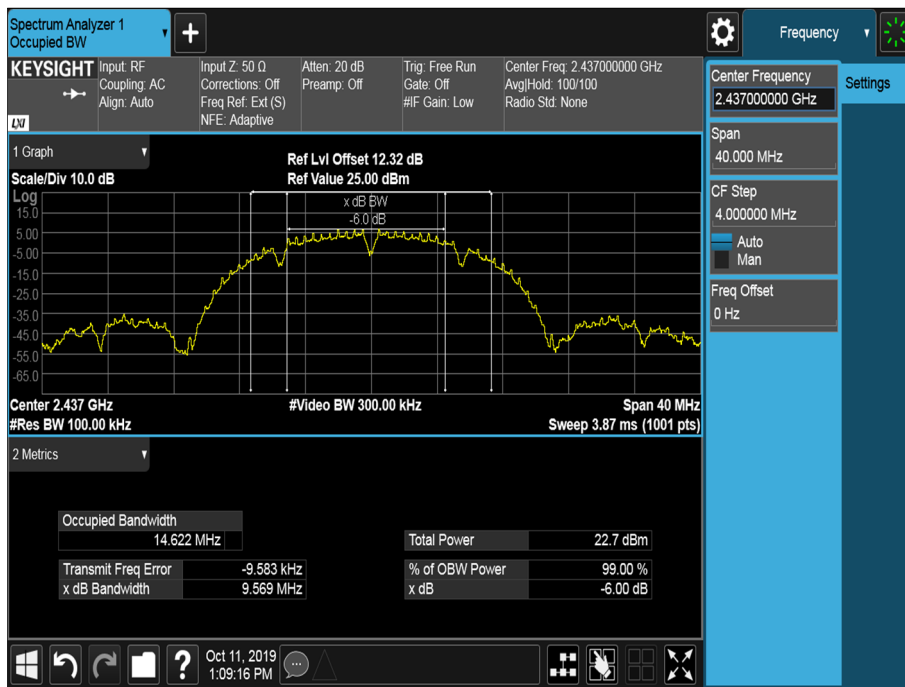 Spectrum Analyzer 1
Occupied BW
Frequency
KEYSIGHT
Input: RF
Coupling: AC
Align: Auto
Input Z: 50 Ω
Corrections: Off
Freq Ref: Ext (S)
NFE: Adaptive
Atten: 20 dB
Preamp: Off
Trig: Free Run
Gate: Off
#IF Gain: Low
Center Freq: 2.437000000 GHz
Avg|Hold: 100/100
Radio Std: None
LXI
Center Frequency
2.437000000 GHz
Settings
Span
40.000 MHz
CF Step
4.000000 MHz
Auto
Man
Freq Offset
0 Hz
1 Graph
Scale/Div 10.0 dB
Ref Lvl Offset 12.32 dB
Ref Value 25.00 dBm
Log
x dB BW
-6.0 dB
15.0
5.00
-5.00
-15.0
-25.0
-35.0
-45.0
-55.0
-65.0
Center 2.437 GHz
#Video BW 300.00 kHz
Span 40 MHz
#Res BW 100.00 kHz
Sweep 3.87 ms (1001 pts)
2 Metrics
Occupied Bandwidth
14.622 MHz
Total Power 22.7 dBm
Transmit Freq Error -9.583 kHz
% of OBW Power 99.00 %
x dB Bandwidth 9.569 MHz
x dB -6.00 dB
Oct 11, 2019
1:09:16 PM